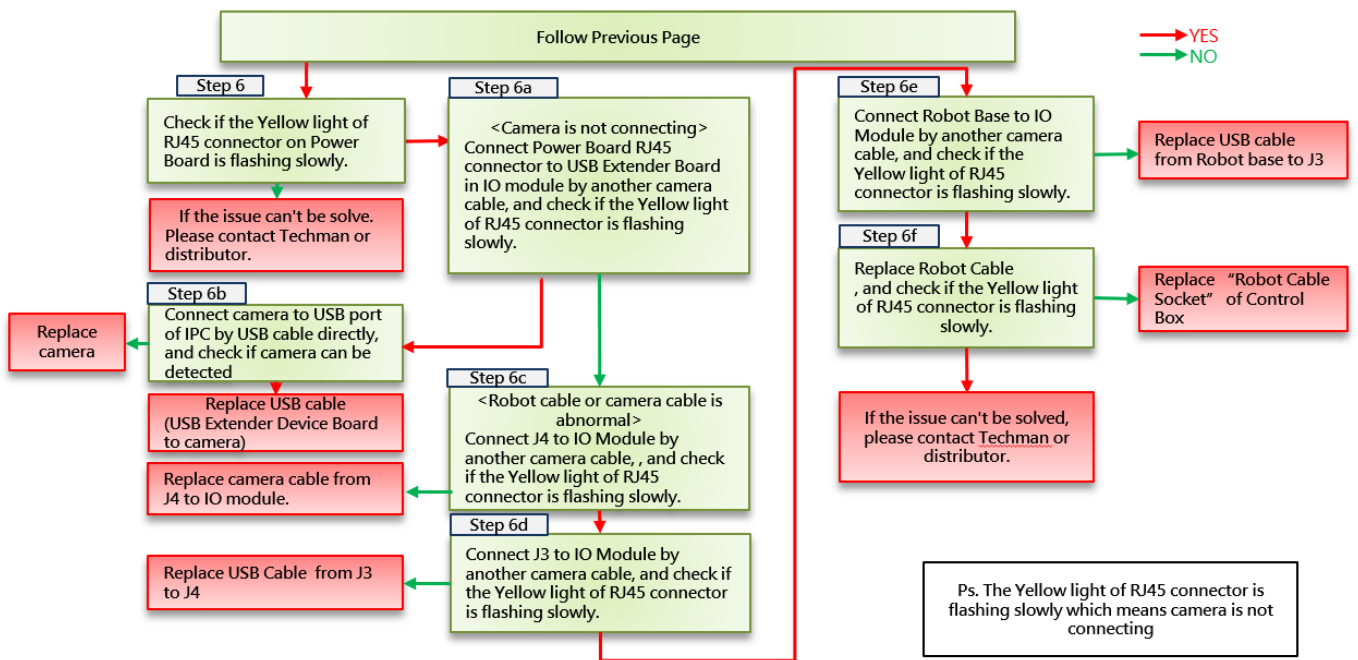 Follow Previous Page
YES
NO
Step 6
Check if the Yellow light of
RJ45 connector on Power
Board is flashing slowly.
If the issue can't be solve.
Please contact Techman or
distributor.
Step 6a
<Camera is not connecting>
Connect Power Board RJ45
connector to USB Extender Board
in IO module by another camera
cable, and check if the Yellow light
of RJ45 connector is flashing
slowly.
Step 6b
Connect camera to USB port
of IPC by USB cable directly,
and check if camera can be
detected
Replace
camera
Replace USB cable
(USB Extender Device Board
to camera)
Step 6c
<Robot cable or camera cable is
abnormal>
Connect J4 to IO Module by
another camera cable, , and check
if the Yellow light of RJ45
connector is flashing slowly.
Replace camera cable from
J4 to IO module.
Step 6d
Connect J3 to IO Module by
another camera cable, and check if
the Yellow light of RJ45 connector
is flashing slowly.
Replace USB Cable from J3
to J4
Step 6e
Connect Robot Base to IO
Module by another camera
cable, and check if the
Yellow light of RJ45
connector is flashing slowly.
Replace USB cable
from Robot base to J3
Step 6f
Replace Robot Cable
, and check if the Yellow light
of RJ45 connector is flashing
slowly.
Replace “Robot Cable
Socket” of Control
Box
If the issue can't be solved,
please contact Techman or
distributor.
Ps. The Yellow light of RJ45 connector is
flashing slowly which means camera is not
connecting